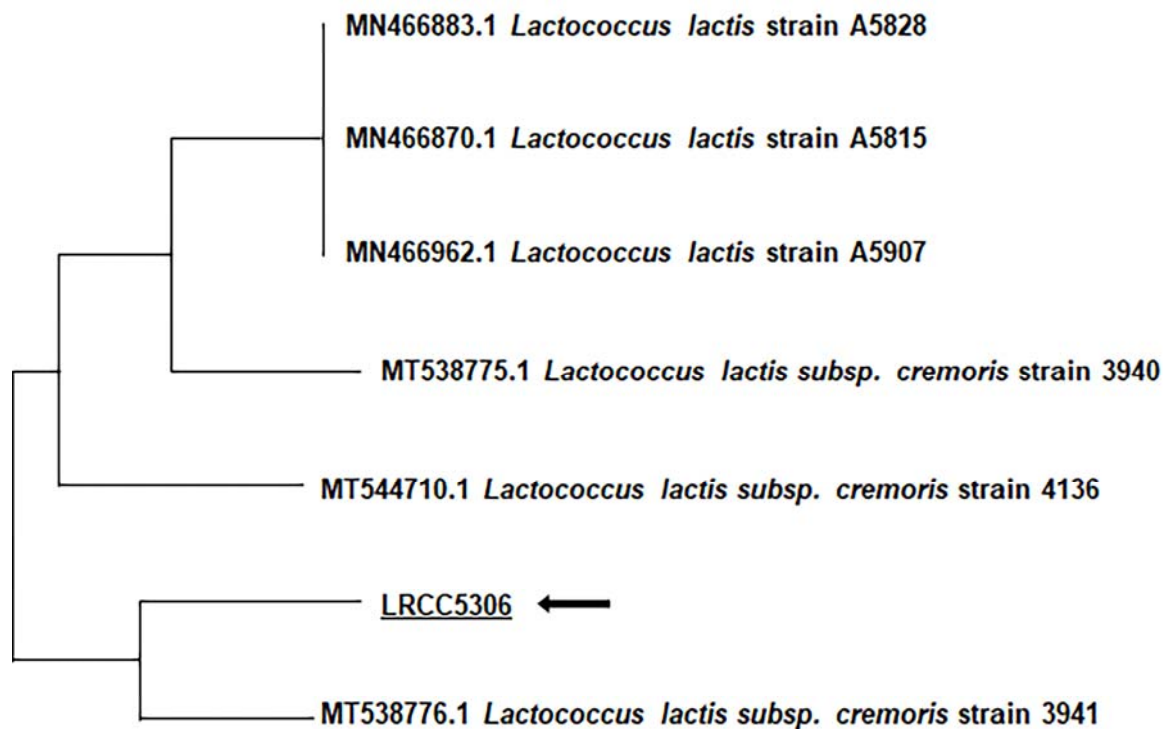 MN466883.1 Lactococcus lactis strain A5828
MN466870.1 Lactococcus lactis strain A5815
MN466962.1 Lactococcus lactis strain A5907
MT538775.1 Lactococcus lactis subsp. cremoris strain 3940
MT544710.1 Lactococcus lactis subsp. cremoris strain 4136
LRCC5306
MT538776.1 Lactococcus lactis subsp. cremoris strain 3941